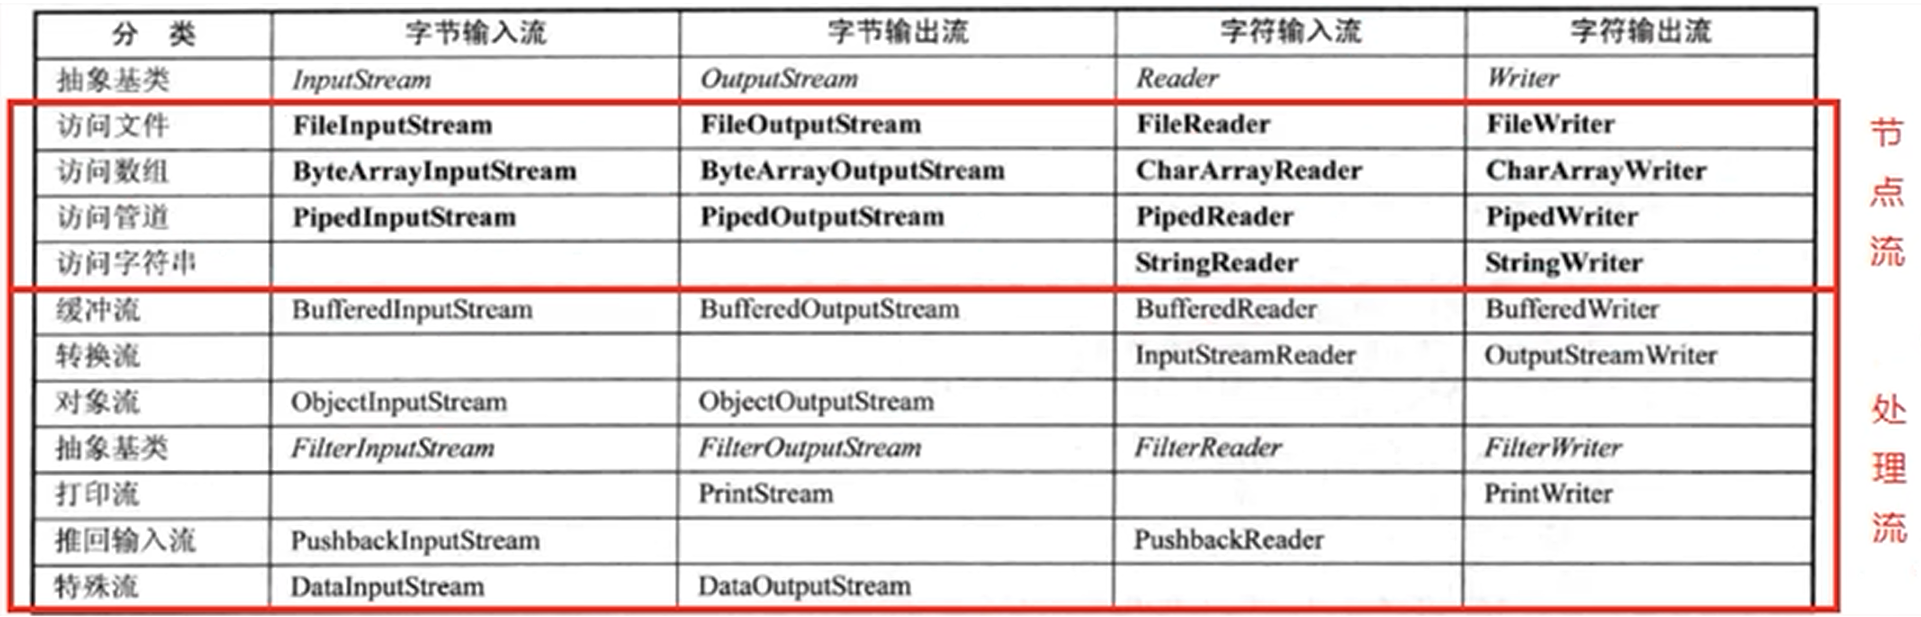 分 类 字节输入流 字节输出流 字符输入流 字符输出流
抽象基类 InputStream OutputStream Reader Writer
访问文件 FileInputStream FileOutputStream FileReader FileWriter
访问数组 ByteArrayInputStream ByteArrayOutputStream CharArrayReader CharArrayWriter
访问管道 PipedInputStream PipedOutputStream PipedReader PipedWriter
访问字符串 StringReader StringWriter
缓冲流 BufferedInputStream BufferedOutputStream BufferedReader BufferedWriter
转换流 InputStreamReader OutputStreamWriter
对象流 ObjectInputStream ObjectOutputStream
抽象基类 FilterInputStream FilterOutputStream FilterReader FilterWriter
打印流 PrintStream PrintWriter
推回输入流 PushbackInputStream PushbackReader
特殊流 DataInputStream DataOutputStream
节点流
处理流